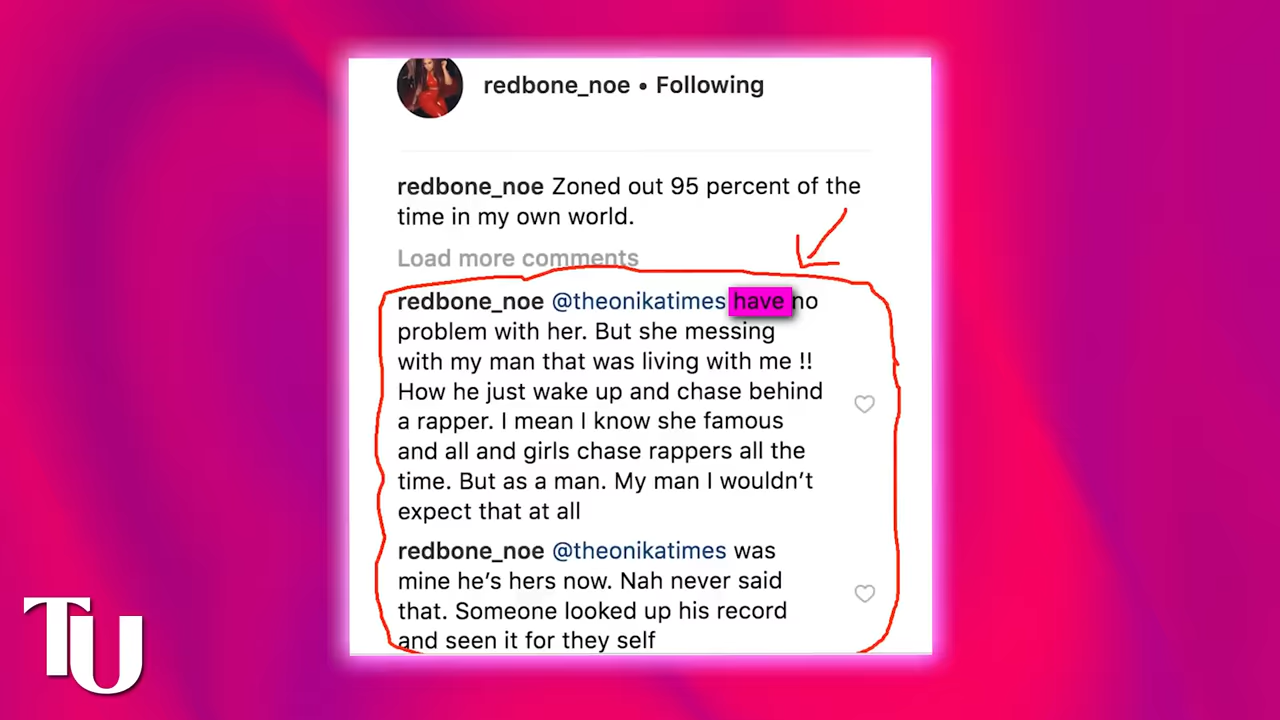 redbone_noe • Following
redbone_noe Zoned out 95 percent of the
time in my own world.
Load more comments
redbone_noe @theonikatimes have no
problem with her. But she messing
with my man that was living with me !!
How he just wake up and chase behind
a rapper. I mean I know she famous
and all and girls chase rappers all the
time. But as a man. My man I wouldn't
expect that at all
redbone_noe @theonikatimes was
mine he's hers now. Nah never said
that. Someone looked up his record
and seen it for they self
TU